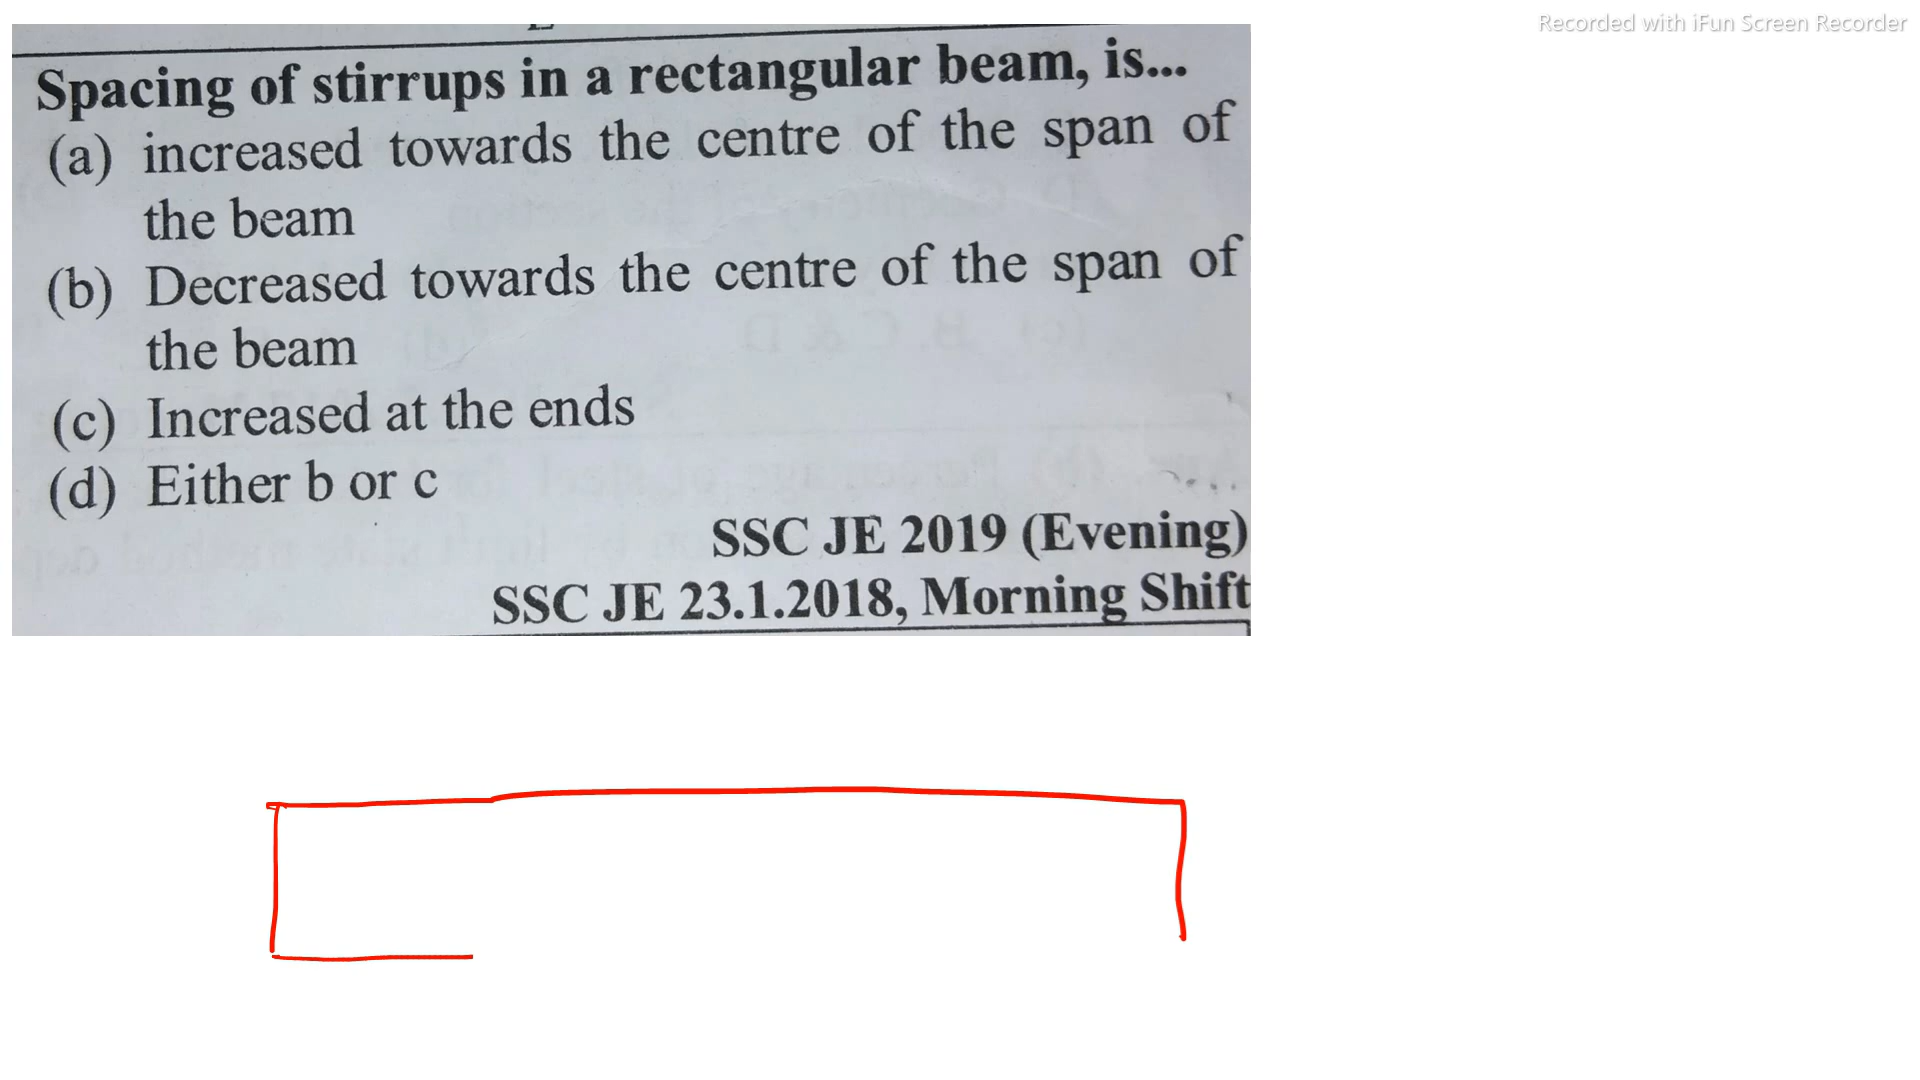 Recorded with iFun Screen Recorder
Spacing of stirrups in a rectangular beam, is...
(a) increased towards the centre of the span of
the beam
(b) Decreased towards the centre of the span of
the beam
(c) Increased at the ends
(d) Either b or c
SSC JE 2019 (Evening)
SSC JE 23.1.2018, Morning Shift